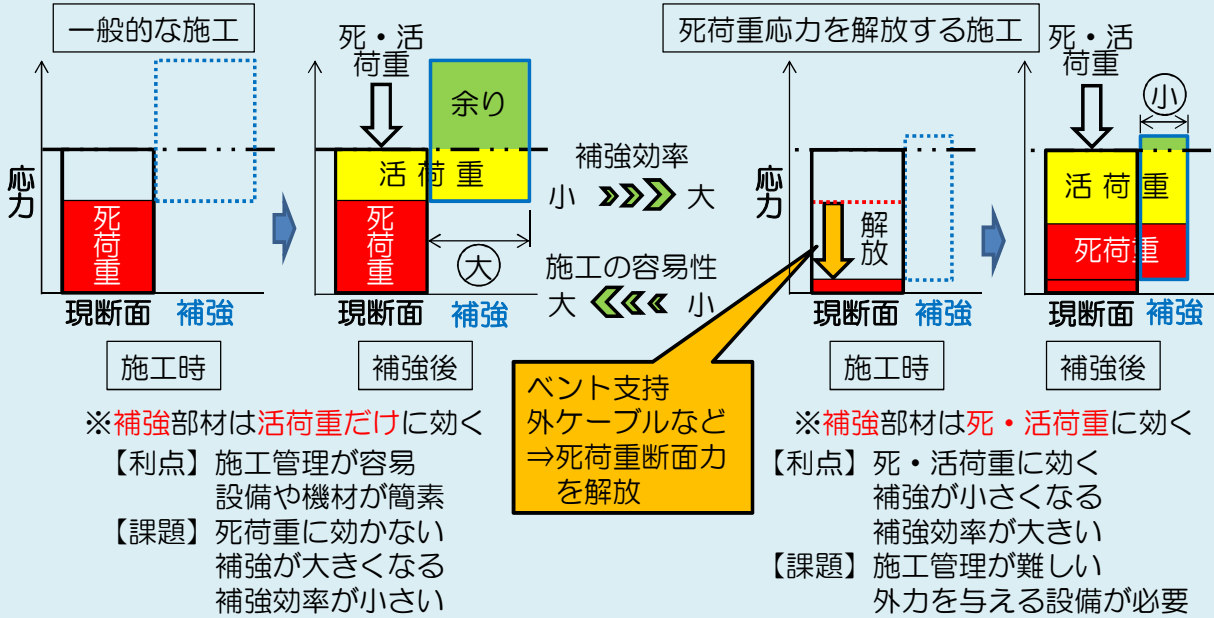 一般的な施工
死・活
荷重
応力
死荷重
現断面
補強
施工時
余り
活荷重
死荷重
大
現断面
補強
補強後
補強効率
小 大
施工の容易性
大 小
死荷重応力を解放する施工
死・活
荷重
応力
解放
現断面
補強
施工時
小
活荷重
死荷重
現断面
補強
補強後
ベント支持
外ケーブルなど
⇒死荷重断面力
を解放
※補強部材は活荷重だけに効く
【利点】施工管理が容易
設備や機材が簡素
【課題】死荷重に効かない
補強が大きくなる
補強効率が小さい
※補強部材は死・活荷重に効く
【利点】死・活荷重に効く
補強が小さくなる
補強効率が大きい
【課題】施工管理が難しい
外力を与える設備が必要